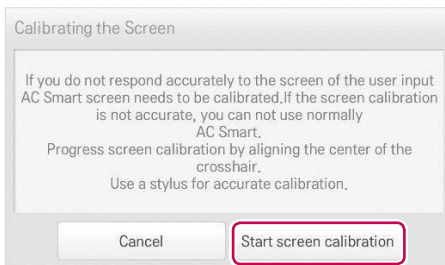 Calibrating the Screen
If you do not respond accurately to the screen of the user input
AC Smart screen needs to be calibrated.If the screen calibration
is not accurate, you can not use normally
AC Smart.
Progress screen calibration by aligning the center of the
crosshair.
Use a stylus for accurate calibration.
Cancel
Start screen calibration